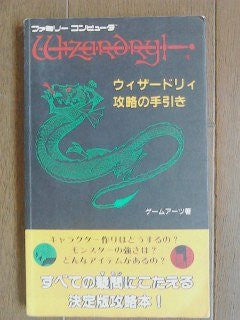 ファミリーコンピュータ
Wizardry I
ウィザードリィ
攻略の手引き
ゲームアーツ著
キャラクター作りはどうするの？
モンスターの強さは？
どんなアイテムがあるの？
すべての疑問にこたえる
決定版攻略本！